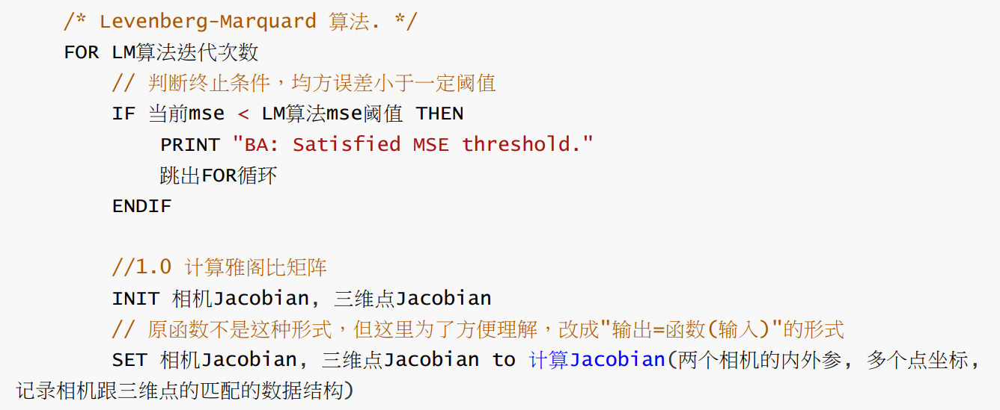 /* Levenberg-Marquard 算法. */
FOR LM算法迭代次数
// 判断终止条件，均方误差小于一定阈值
IF 当前mse < LM算法mse阈值 THEN
PRINT "BA: Satisfied MSE threshold."
跳出FOR循环
ENDIF
//1.0 计算雅阁比矩阵
INIT 相机Jacobian, 三维点Jacobian
// 原函数不是这种形式，但这里为了方便理解，改成"输出=函数(输入)"的形式
SET 相机Jacobian, 三维点Jacobian to 计算Jacobian(两个相机的内外参, 多个点坐标,
记录相机跟三维点的匹配的数据结构)